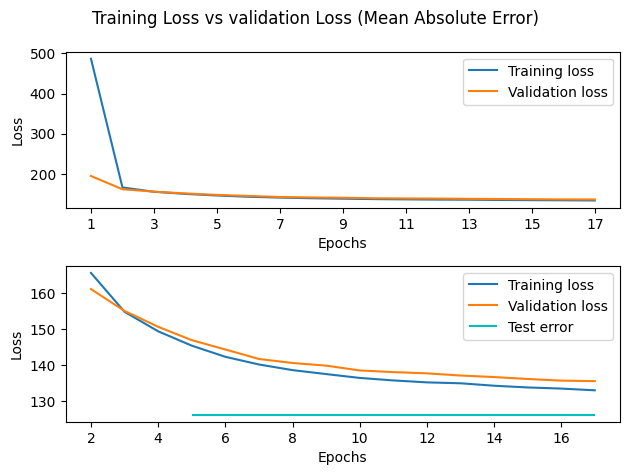 Training Loss vs validation Loss (Mean Absolute Error)
500
400
300
200
Loss
Training loss
Validation loss
1 3 5 7 9 11 13 15 17
Epochs
160
150
140
130
Loss
Training loss
Validation loss
Test error
2 4 6 8 10 12 14 16
Epochs